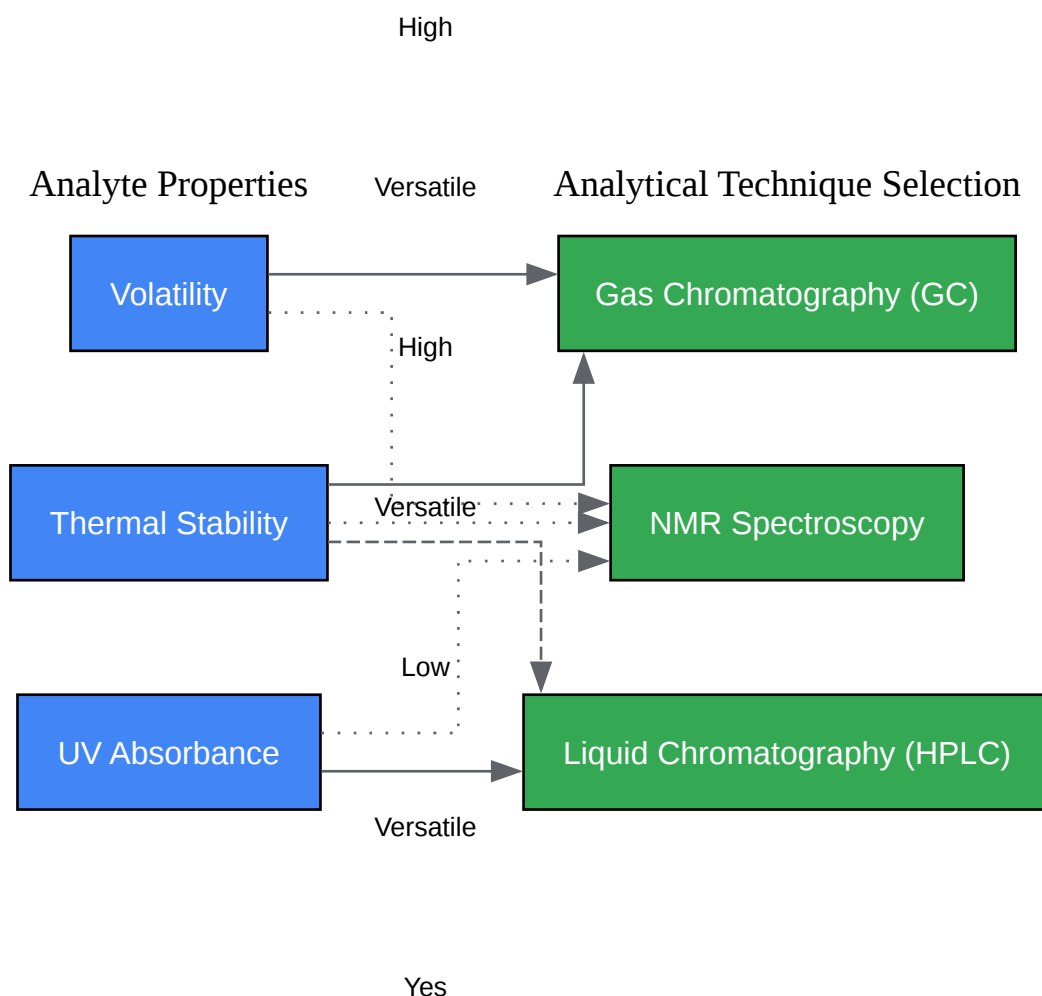 High
Analyte Properties
Versatile
Analytical Technique Selection
Volatility
Gas Chromatography (GC)
High
Thermal Stability
Versatile
NMR Spectroscopy
Low
UV Absorbance
Liquid Chromatography (HPLC)
Versatile
Yes